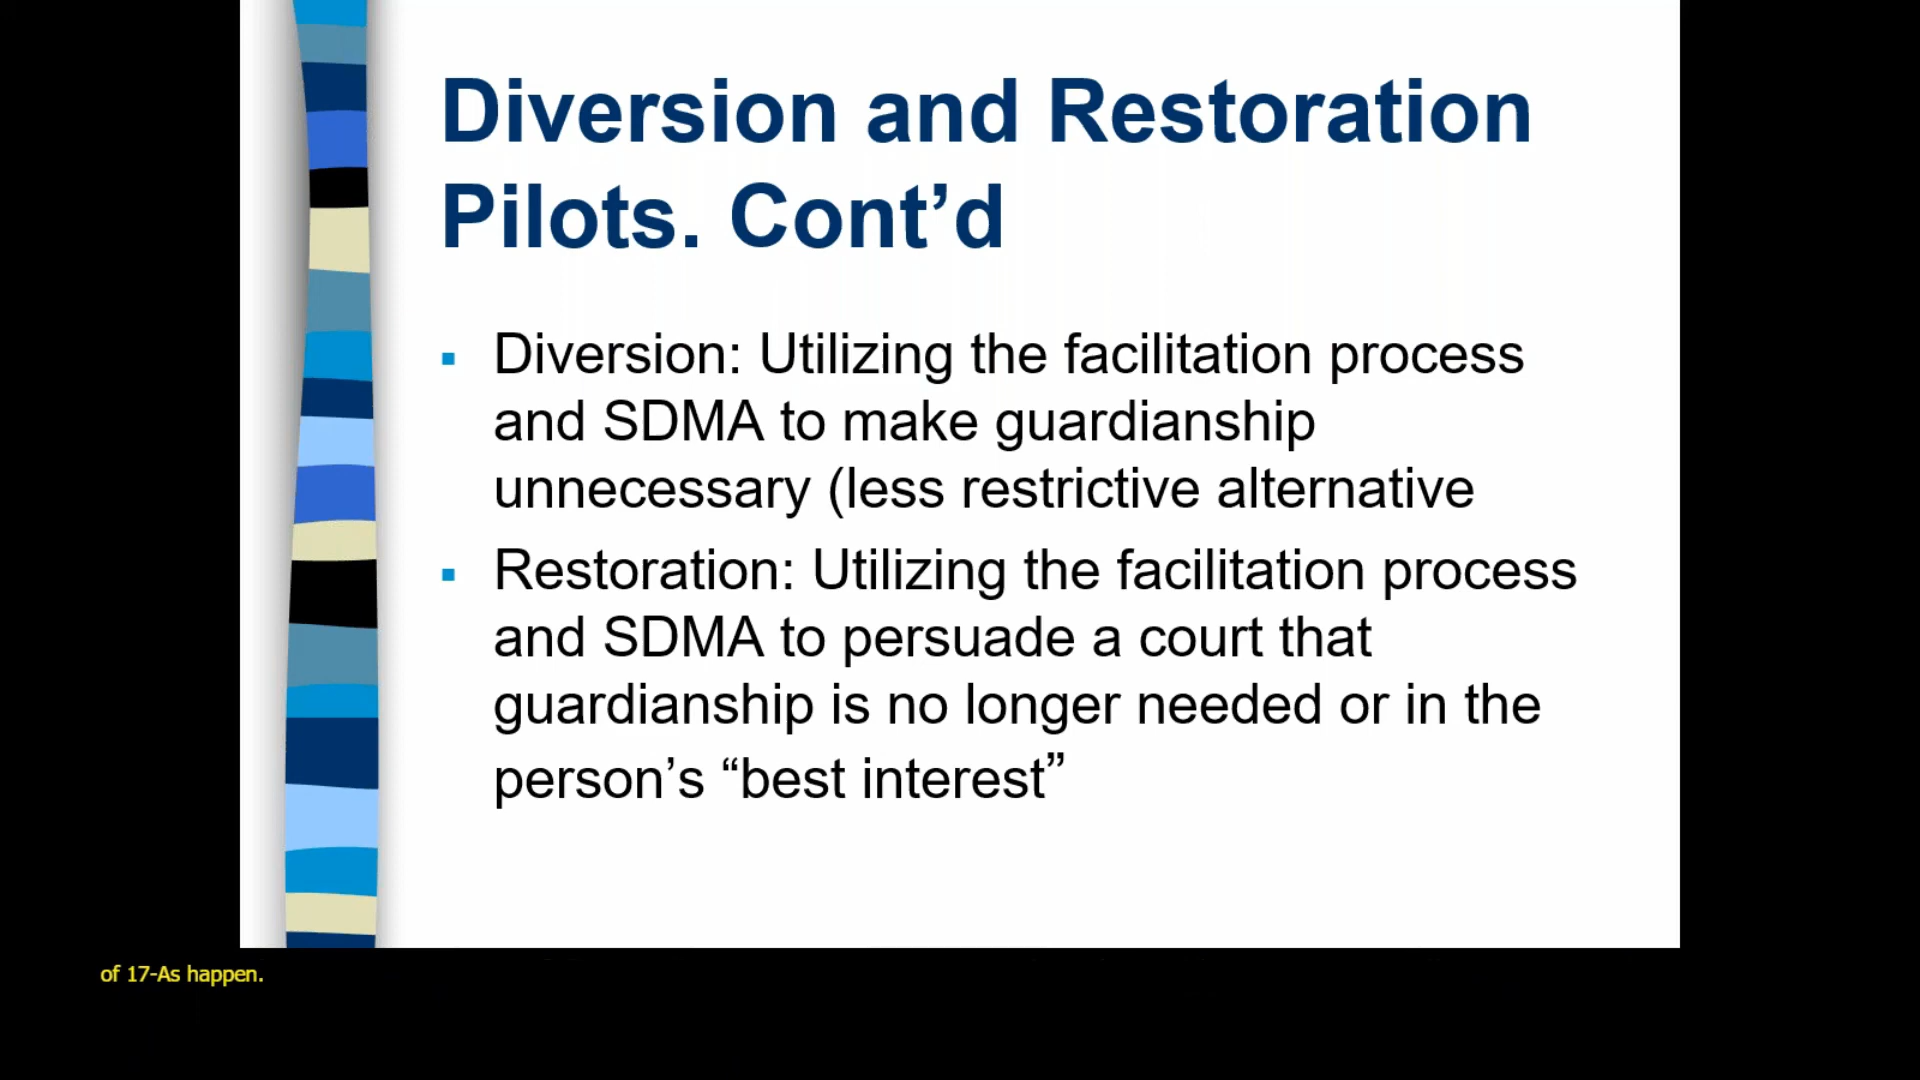 Diversion and Restoration
Pilots. Cont’d
▪ Diversion: Utilizing the facilitation process
and SDMA to make guardianship
unnecessary (less restrictive alternative
▪ Restoration: Utilizing the facilitation process
and SDMA to persuade a court that
guardianship is no longer needed or in the
person’s “best interest”
of 17-As happen.